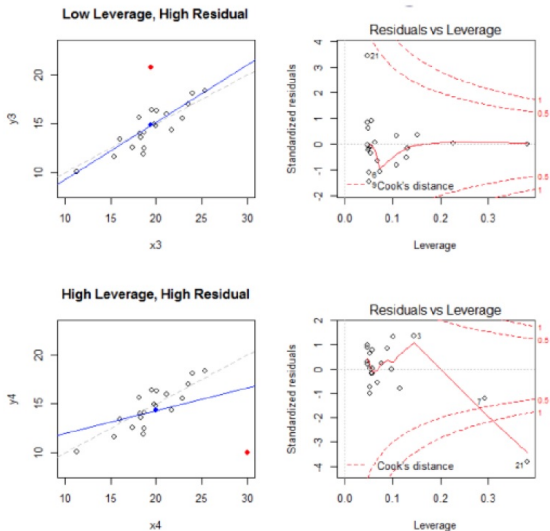 Low Leverage, High Residual
y3
20
15
10
10 15 20 25 30
x3
Residuals vs Leverage
Standardized residuals
4
3
2
1
0
-1
-2
21
1
0.5
0.5
1
Cook's distance
0.0 0.1 0.2 0.3
Leverage
High Leverage, High Residual
y4
20
15
10
10 15 20 25 30
x4
Residuals vs Leverage
Standardized residuals
2
1
0
-1
-2
-3
-4
1
0.5
0.5
1
7
21
Cook's distance
0.0 0.1 0.2 0.3
Leverage